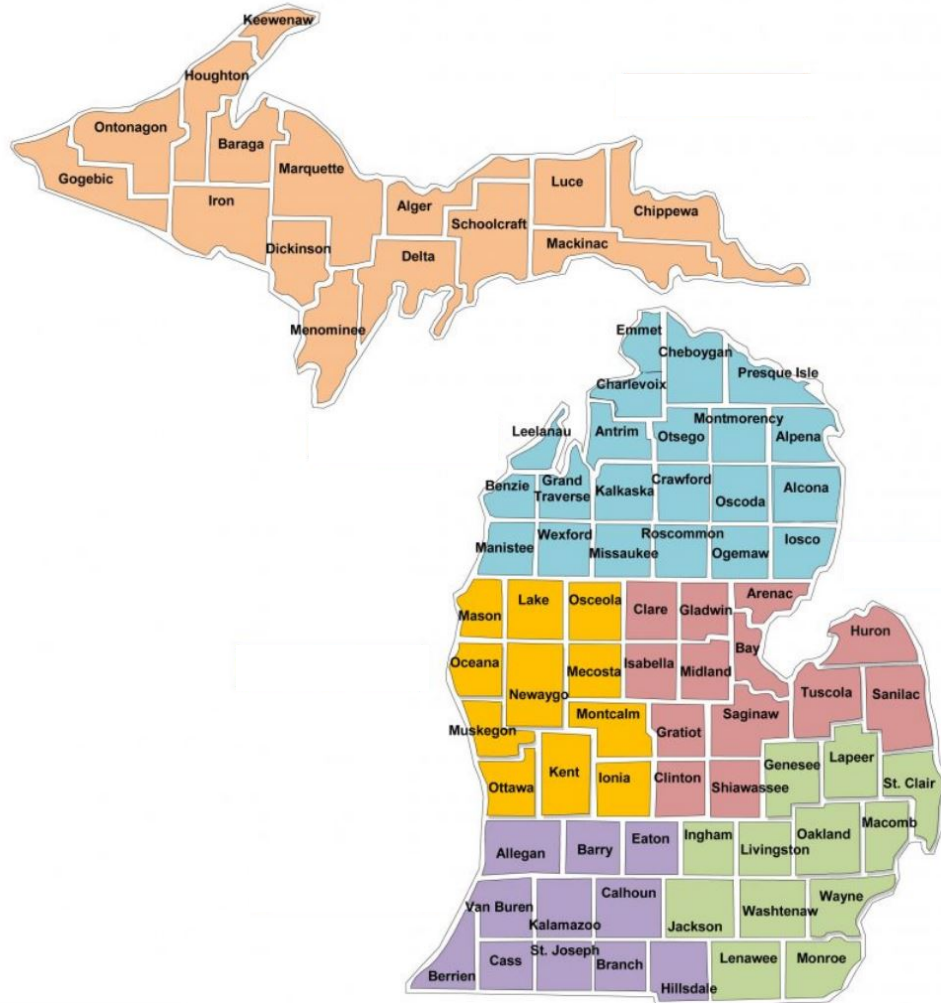 Keewenaw
Houghton
Ontonagon
Baraga
Marquette
Gogebic
Iron
Alger
Luce
Chippewa
Schoolcraft
Dickinson
Delta
Mackinac
Menominee
Emmet
Cheboygan
Presque Isle
Charlevoix
Leelanau
Antrim
Otsego
Montmorency
Alpena
Benzie
Grand
Traverse
Kalkaska
Crawford
Oscoda
Alcona
Manistee
Wexford
Missaukee
Roscommon
Ogemaw
Iosco
Mason
Lake
Osceola
Clare
Gladwin
Arenac
Huron
Oceana
Newaygo
Mecosta
Isabella
Midland
Bay
Tuscola
Sanilac
Muskegon
Montcalm
Gratiot
Saginaw
Ottawa
Kent
Ionia
Clinton
Shiawassee
Genesee
Lapeer
St. Clair
Allegan
Barry
Eaton
Ingham
Livingston
Oakland
Macomb
Van Buren
Kalamazoo
Calhoun
Jackson
Washtenaw
Wayne
Berrien
Cass
St. Joseph
Branch
Hillsdale
Lenawee
Monroe